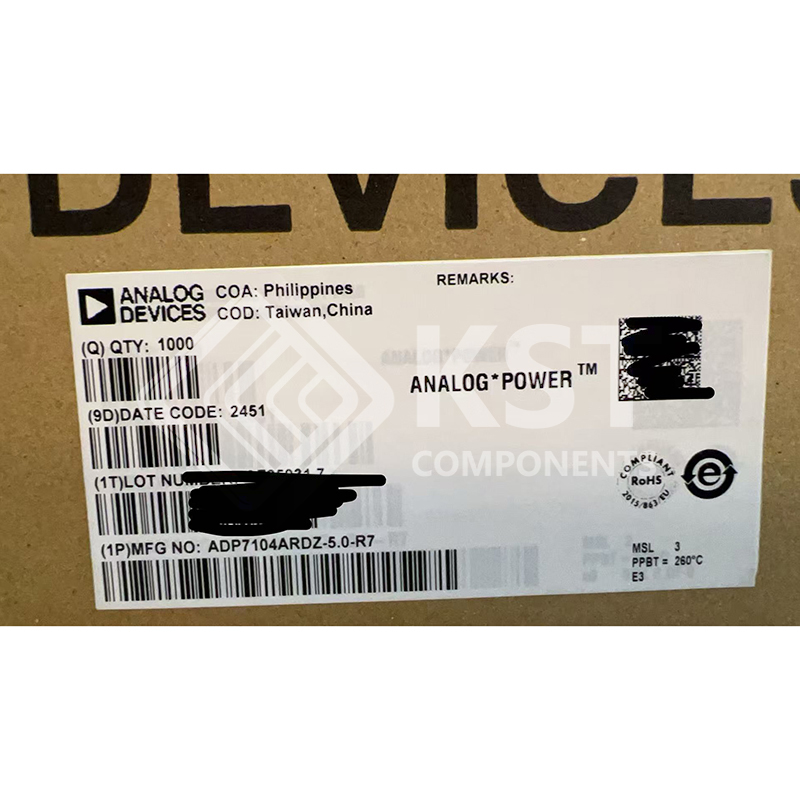 DEVICES
ANALOG
DEVICES
COA: Philippines
COD: Taiwan,China
REMARKS:
(Q) QTY: 1000
ANALOG*POWER™
(9D)DATE CODE: 2451
(1T)LOT
(1P)MFG NO: ADP7104ARDZ-5.0-R7
COMPLIANT
RoHS
2015/863/EU
e
MSL 3
PPBT = 260°C
E3
KST
COMPONENTS